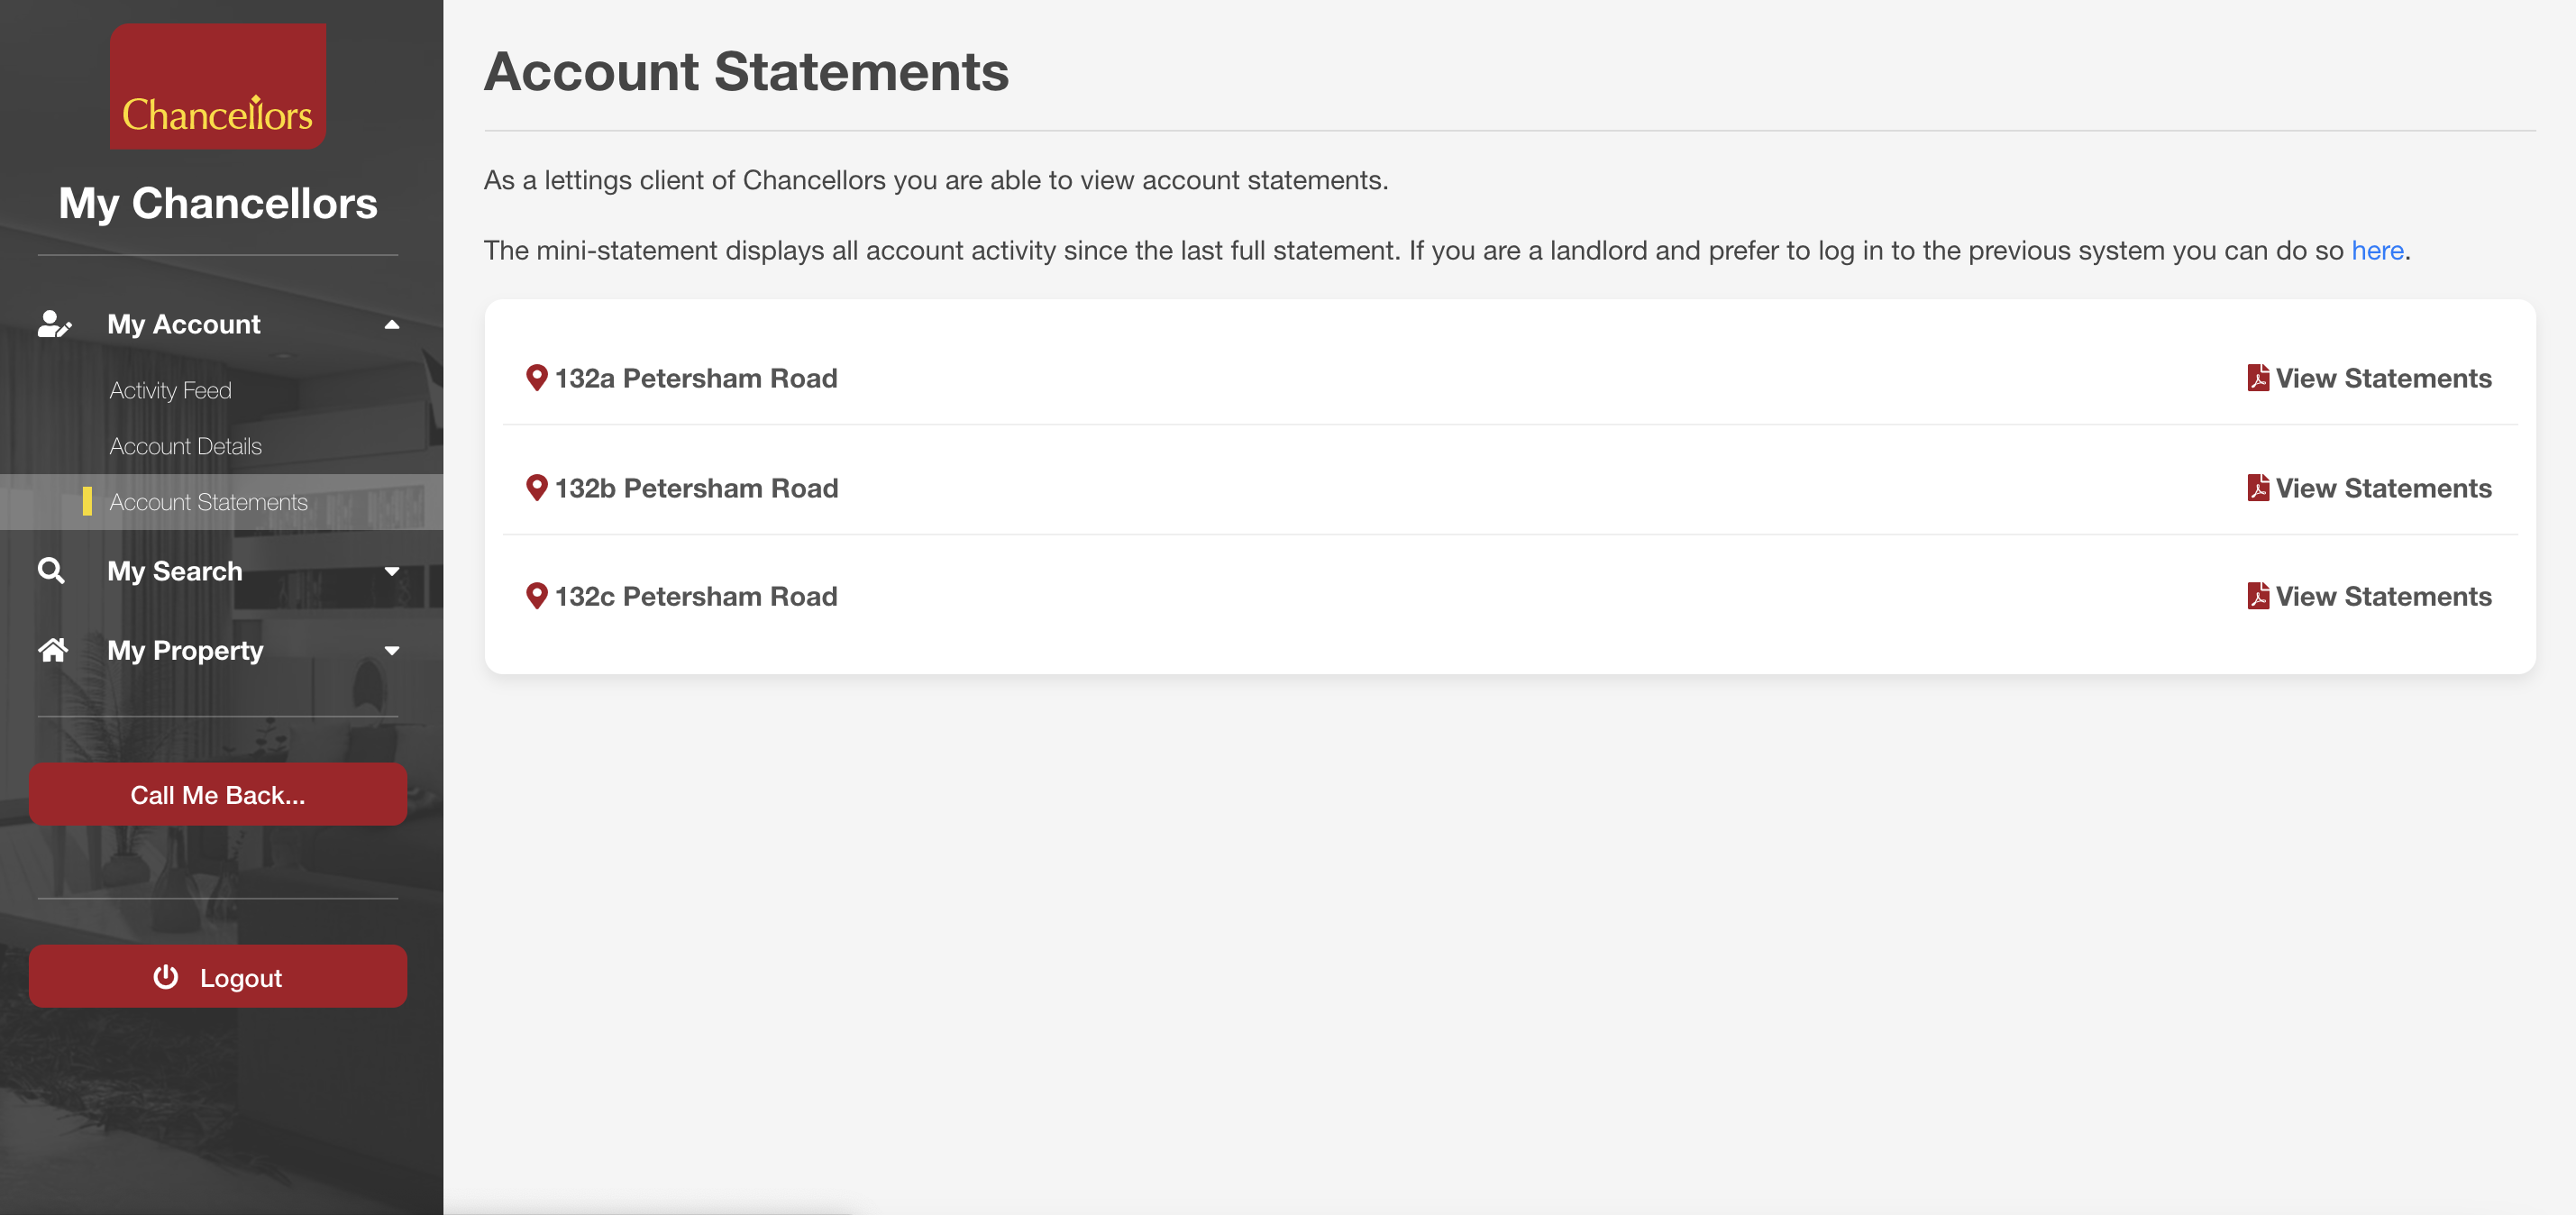 Chancellors
My Chancellors
My Account
Activity Feed
Account Details
Account Statements
My Search
My Property
Call Me Back...
Logout
Account Statements
As a lettings client of Chancellors you are able to view account statements.
The mini-statement displays all account activity since the last full statement. If you are a landlord and prefer to log in to the previous system you can do so here.
132a Petersham Road View Statements
132b Petersham Road View Statements
132c Petersham Road View Statements